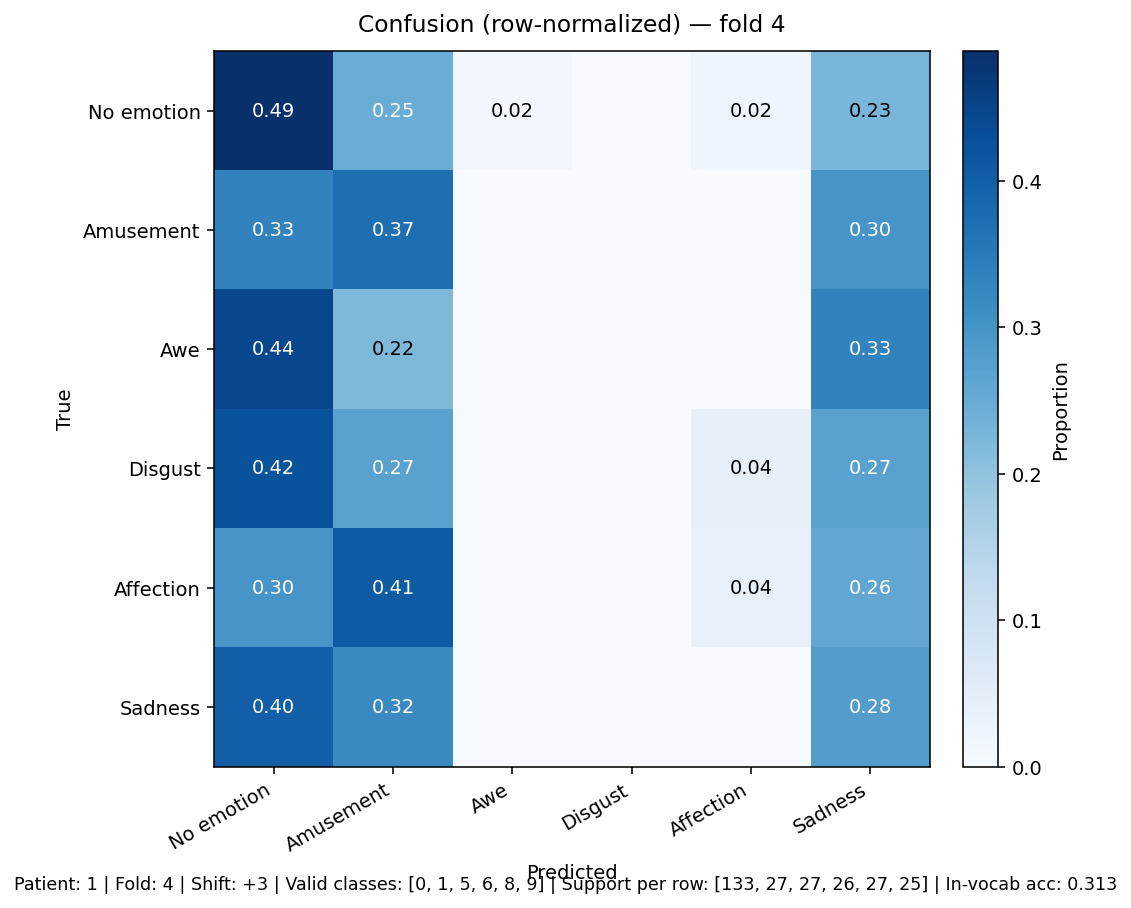 Confusion (row-normalized) — fold 4
No emotion 0.49 0.25 0.02 0.02 0.23
Amusement 0.33 0.37 0.30
Awe 0.44 0.22 0.33
Disgust 0.42 0.27 0.04 0.27
Affection 0.30 0.41 0.04 0.26
Sadness 0.40 0.32 0.28
True
No emotion Amusement Awe Disgust Affection Sadness
Predicted
Patient: 1 | Fold: 4 | Shift: +3 | Valid classes: [0, 1, 5, 6, 8, 9] | Support per row: [133, 27, 27, 26, 27, 25] | In-vocab acc: 0.313
0.4
0.3
0.2
0.1
0.0
Proportion